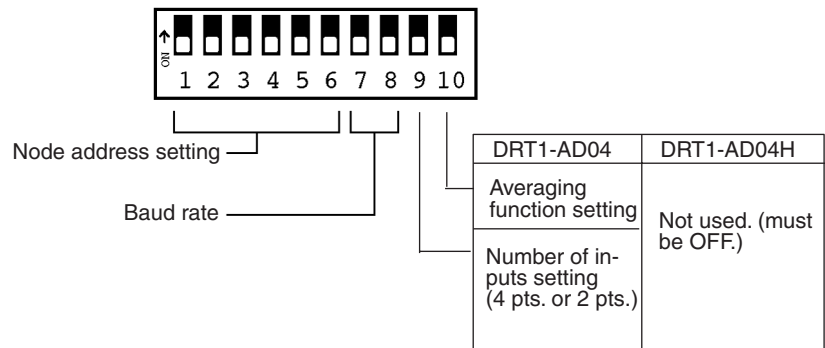 ↑
ON
1 2 3 4 5 6 7 8 9 10
Node address setting
Baud rate
DRT1-AD04
DRT1-AD04H
Averaging
function setting
Not used. (must
be OFF.)
Number of in-
puts setting
(4 pts. or 2 pts.)